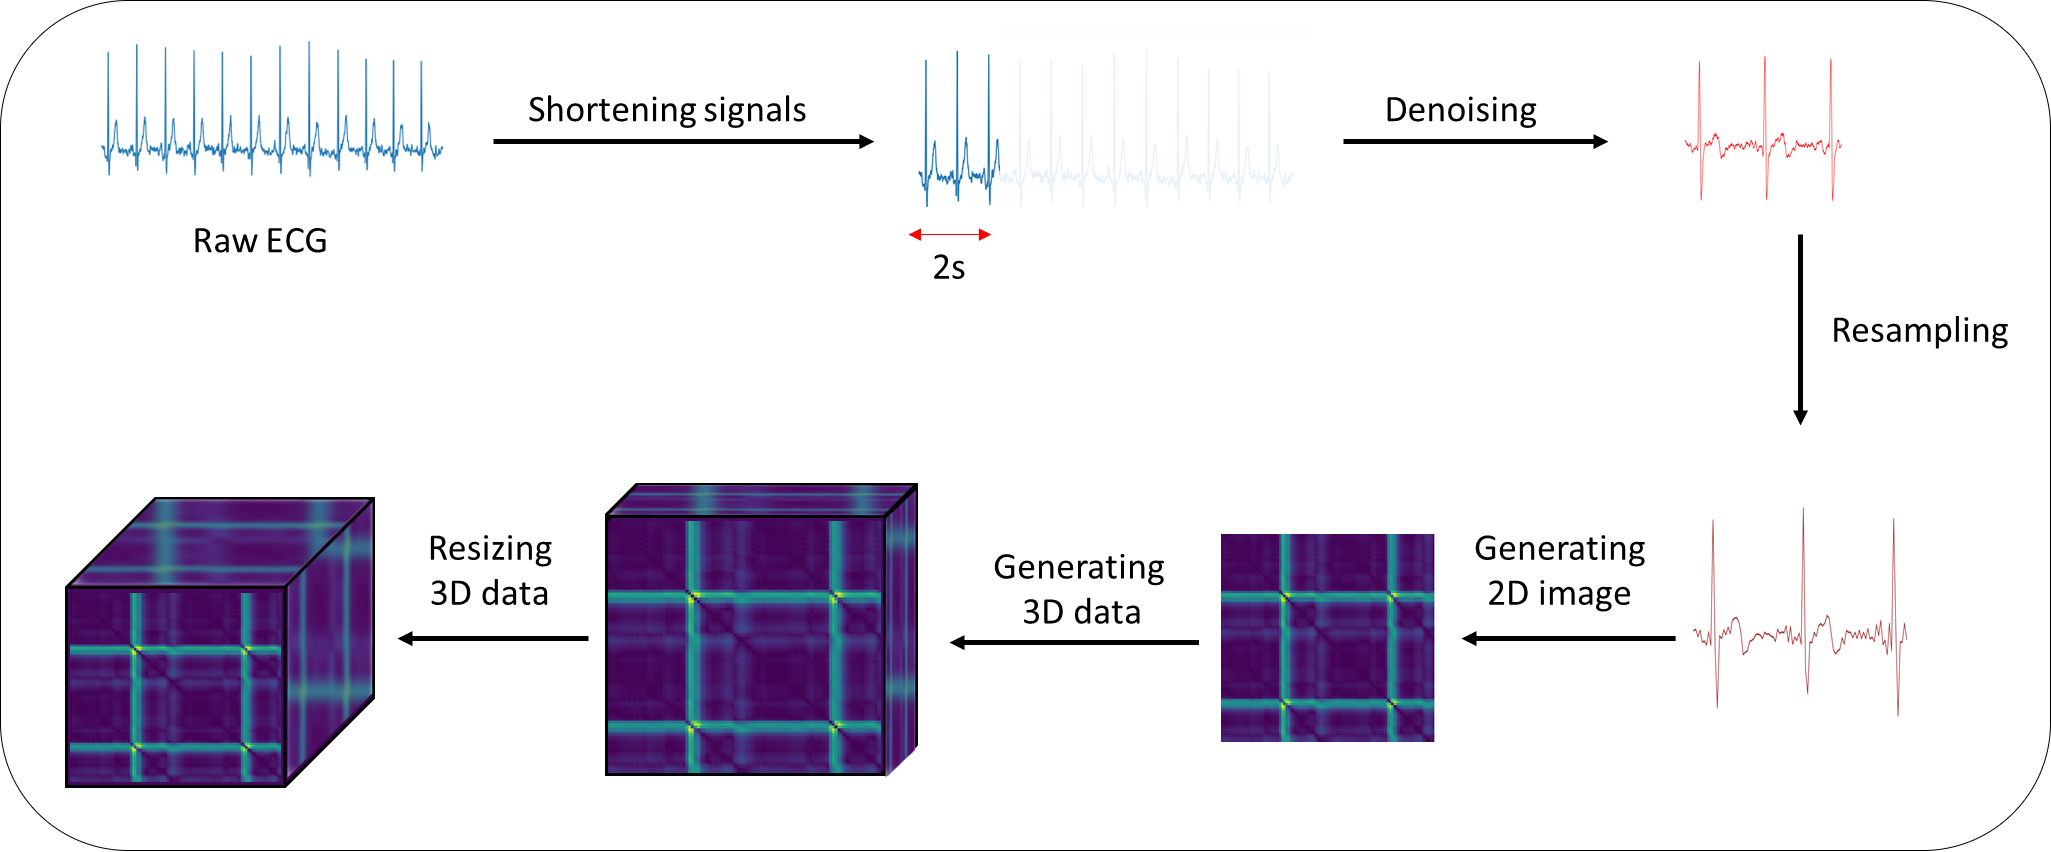 Raw ECG
Shortening signals
2s
Denoising
Resampling
Generating
2D image
Generating
3D data
Resizing
3D data